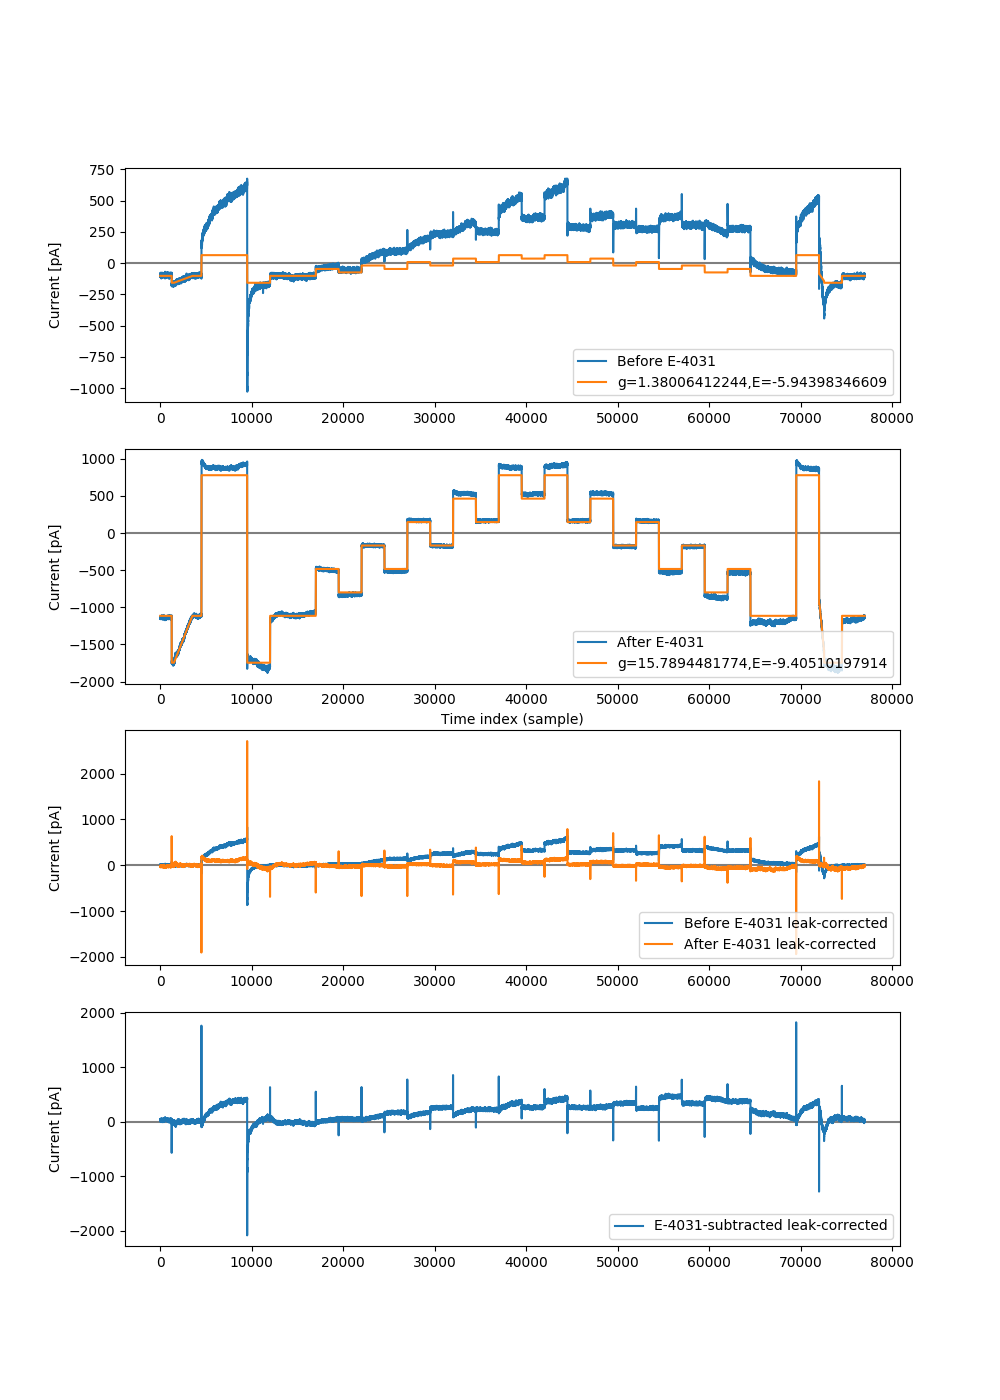 750
500
250
0
−250
−500
−750
−1000
Current [pA]
Before E-4031
g=1.38006412244,E=-5.94398346609
0 10000 20000 30000 40000 50000 60000 70000 80000
1000
500
0
−500
−1000
−1500
−2000
Current [pA]
After E-4031
g=15.7894481774,E=-9.40510197914
0 10000 20000 30000 40000 50000 60000 70000 80000
Time index (sample)
2000
1000
0
−1000
−2000
Current [pA]
Before E-4031 leak-corrected
After E-4031 leak-corrected
0 10000 20000 30000 40000 50000 60000 70000 80000
2000
1000
0
−1000
−2000
Current [pA]
E-4031-subtracted leak-corrected
0 10000 20000 30000 40000 50000 60000 70000 80000